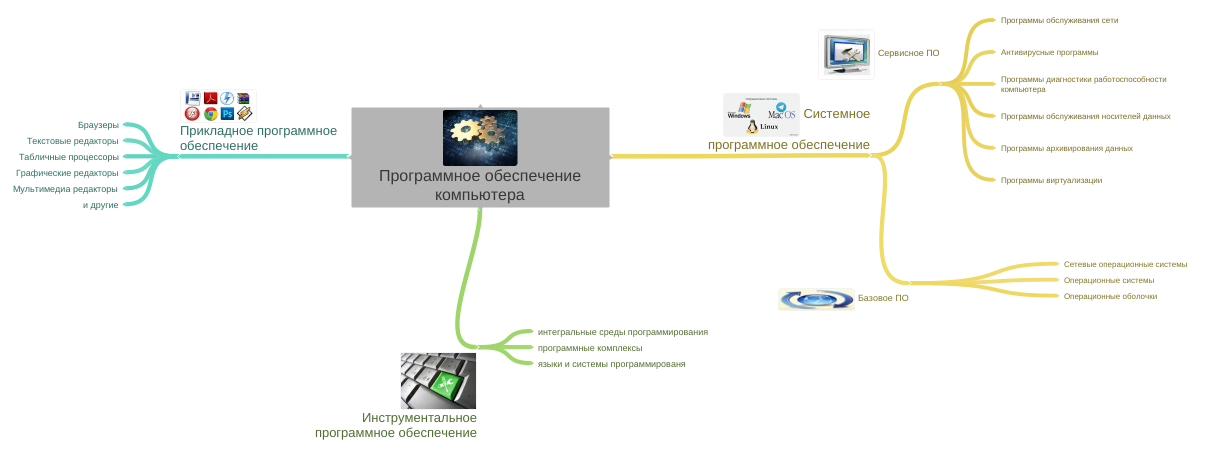 Программное обеспечение
компьютера
Прикладное программное
обеспечение
Браузеры
Текстовые редакторы
Табличные процессоры
Графические редакторы
Мультимедиа редакторы
и другие
Windows
Mac OS
Linux
Системное
программное обеспечение
Сервисное ПО
Программы обслуживания сети
Антивирусные программы
Программы диагностики работоспособности
компьютера
Программы обслуживания носителей данных
Программы архивирования данных
Программы виртуализации
Базовое ПО
Сетевые операционные системы
Операционные системы
Операционные оболочки
интегральные среды программирования
программные комплексы
языки и системы программированя
Инструментальное
программное обеспечение
Ps